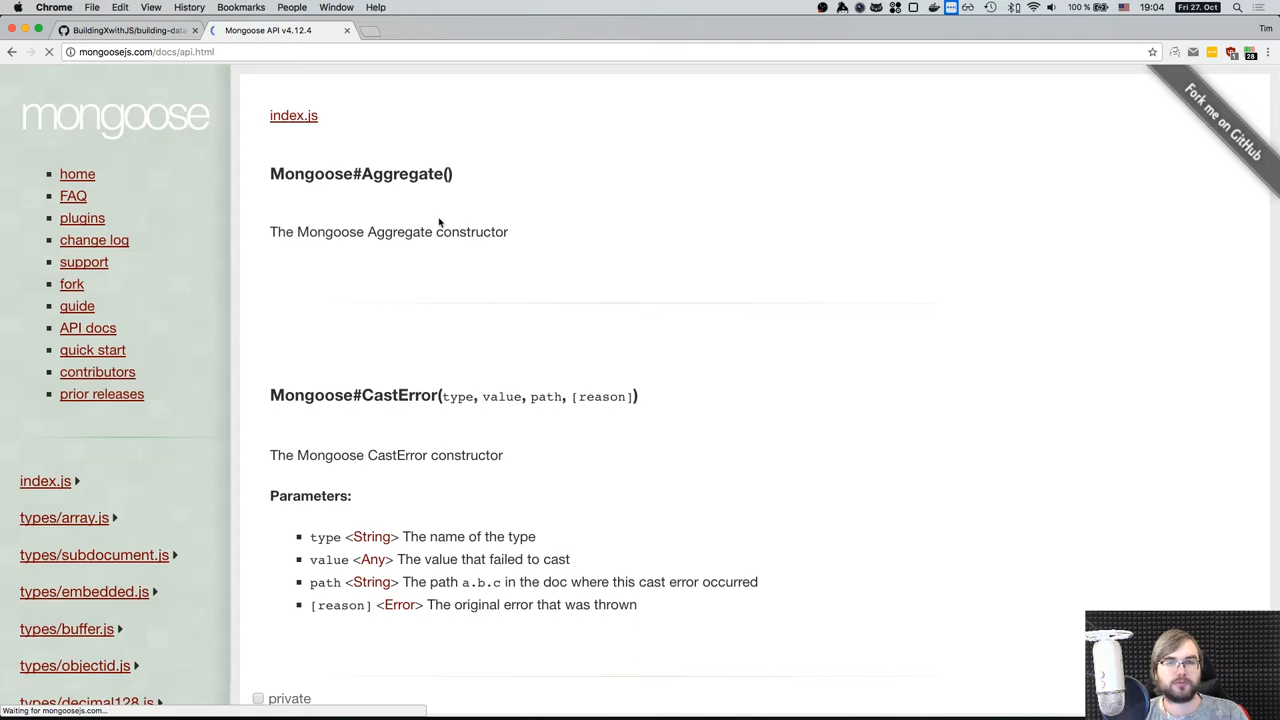 Chrome File Edit View History Bookmarks People Window Help 100 % 19:04 Fri 27. Oct
BuildingXwithJS/building-data Mongoose API v4.12.4 Tim
mongoosejs.com/docs/api.html
mongoose
home
FAQ
plugins
change log
support
fork
guide
API docs
quick start
contributors
prior releases
index.js
types/array.js
types/subdocument.js
types/embedded.js
types/buffer.js
types/objectid.js
types/decimal128.js
index.js
Mongoose#Aggregate()
The Mongoose Aggregate constructor
Mongoose#CastError(type, value, path, [reason])
The Mongoose CastError constructor
Parameters:
type <String> The name of the type
value <Any> The value that failed to cast
path <String> The path a.b.c in the doc where this cast error occurred
[reason] <Error> The original error that was thrown
private
Fork me on GitHub
Waiting for mongoosejs.com...